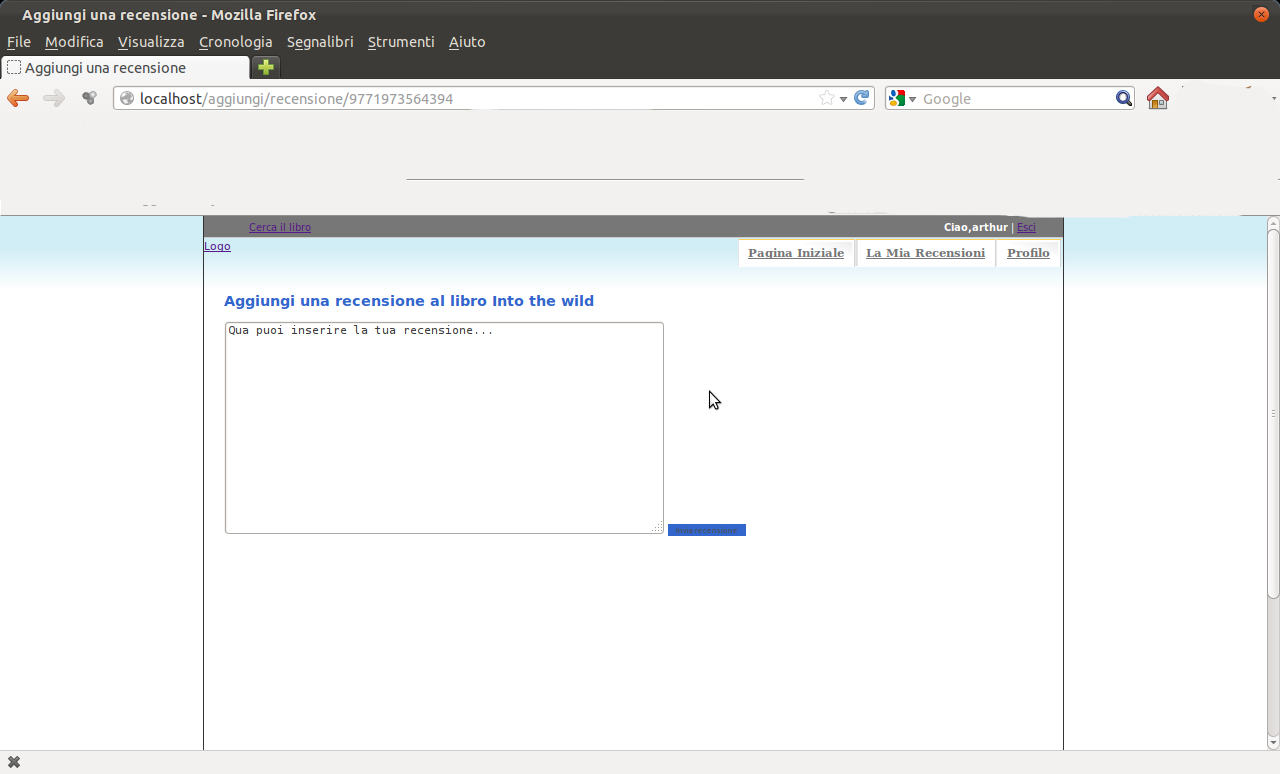 Aggiungi una recensione - Mozilla Firefox
File Modifica Visualizza Cronologia Segnalibri Strumenti Aiuto
Aggiungi una recensione
localhost/aggiungi/recensione/9771973564394 Google
Cerca il libro Ciao,arthur | Esci
Logo
Pagina Iniziale La Mia Recensioni Profilo
Aggiungi una recensione al libro Into the wild
Qua puoi inserire la tua recensione...